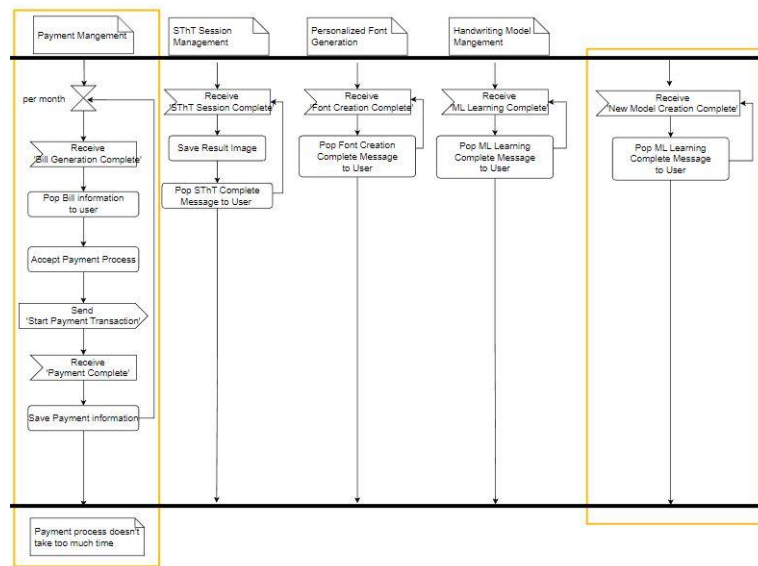 Payment Mangement
SThT Session
Management
Personalized Font
Generation
Handwriting Model
Mangement
per month
Receive
'Bill Generation Complete'
Pop Bill information
to user
Accept Payment Process
Send
'Start Payment Transaction'
Receive
'Payment Complete'
Save Payment information
Payment process doesn't
take too much time
Receive
'SThT Session Complete'
Save Result Image
Pop SThT Complete
Message to User
Receive
'Font Creation Complete'
Pop Font Creation
Complete Message
to User
Receive
'ML Learning Complete'
Pop ML Learning
Complete Message
to User
Receive
'New Model Creation Complete'
Pop ML Learning
Complete Message to
User